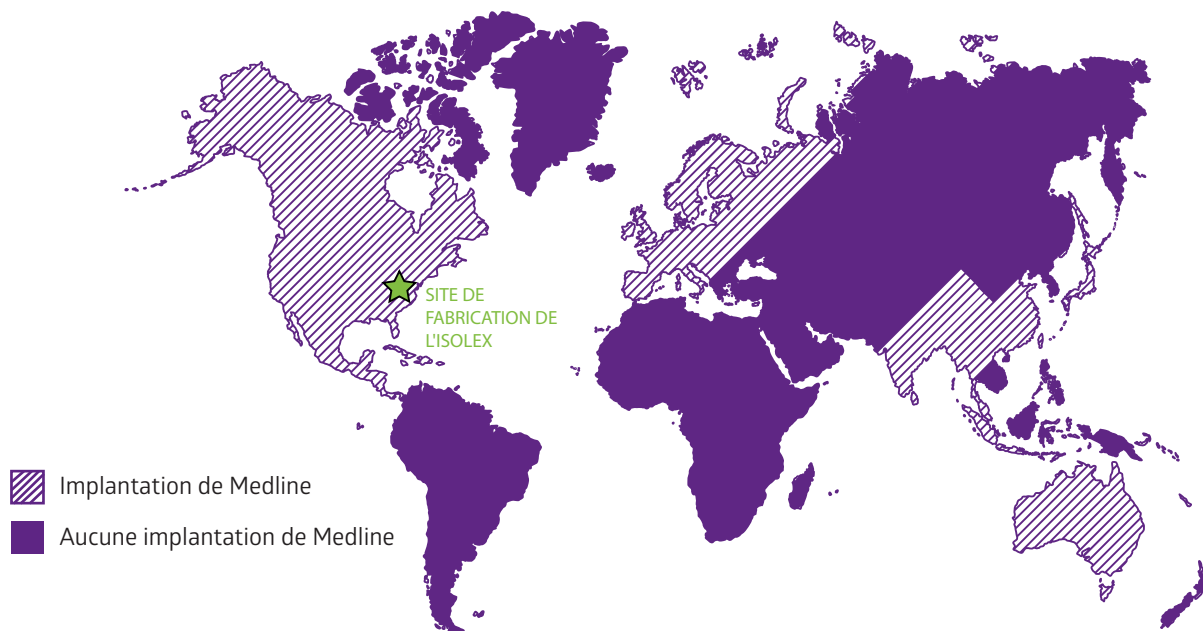 SITE DE
FABRICATION DE
L'ISOLEX
Implantation de Medline
Aucune implantation de Medline